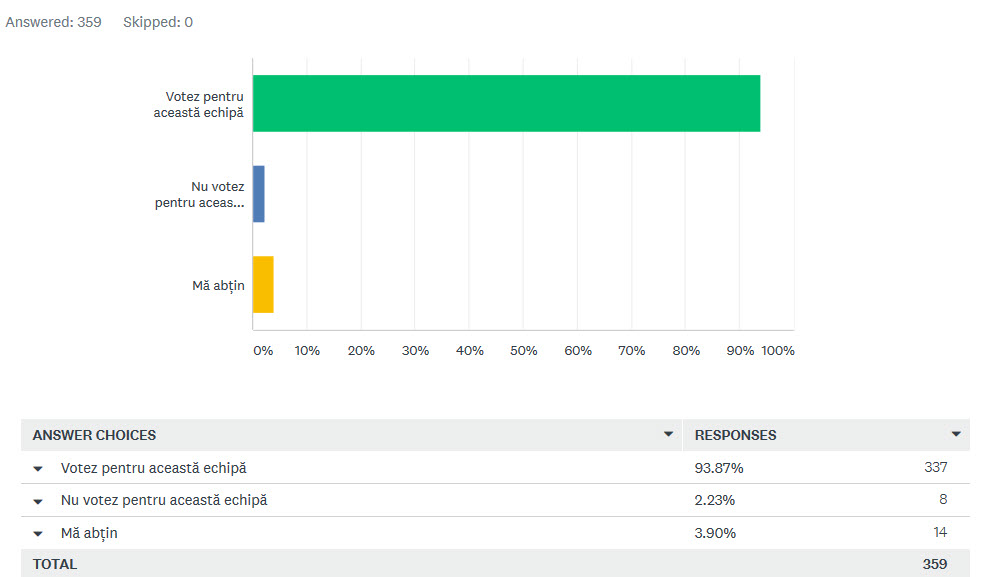 Answered: 359 Skipped: 0
Votez pentru
această echipă
Nu votez
pentru aceas...
Mă abțin
0% 10% 20% 30% 40% 50% 60% 70% 80% 90% 100%
ANSWER CHOICES RESPONSES
Votez pentru această echipă 93.87% 337
Nu votez pentru această echipă 2.23% 8
Mă abțin 3.90% 14
TOTAL 359